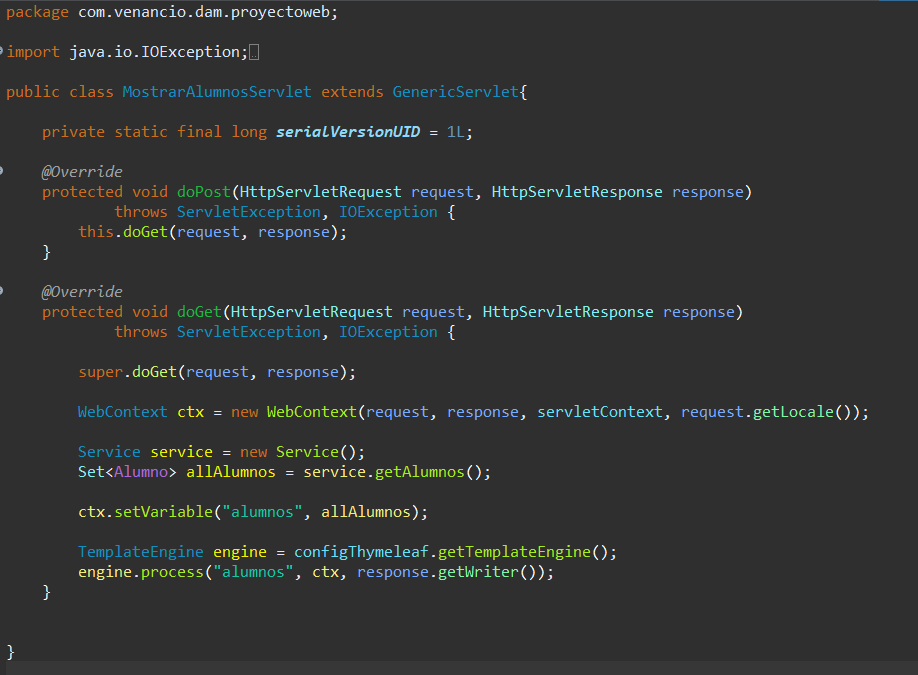 package com.venancio.dam.proyectoweb;
import java.io.IOException;
public class MostrarAlumnosServlet extends GenericServlet{
private static final long serialVersionUID = 1L;
@Override
protected void doPost(HttpServletRequest request, HttpServletResponse response)
throws ServletException, IOException {
this.doGet(request, response);
}
@Override
protected void doGet(HttpServletRequest request, HttpServletResponse response)
throws ServletException, IOException {
super.doGet(request, response);
WebContext ctx = new WebContext(request, response, servletContext, request.getLocale());
Service service = new Service();
Set<Alumno> allAlumnos = service.getAlumnos();
ctx.setVariable("alumnos", allAlumnos);
TemplateEngine engine = configThymeleaf.getTemplateEngine();
engine.process("alumnos", ctx, response.getWriter());
}
}